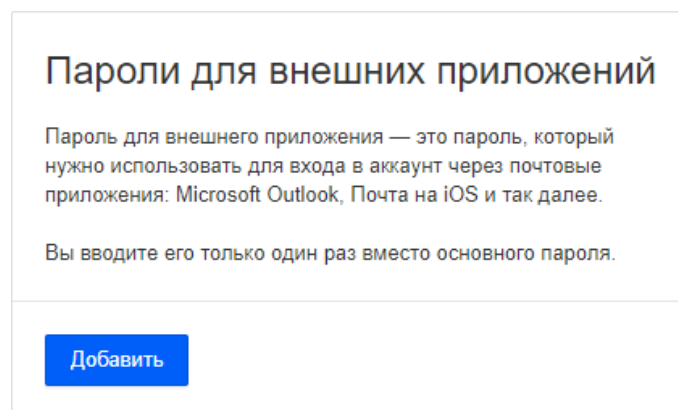 Пароли для внешних приложений
Пароль для внешнего приложения — это пароль, который
нужно использовать для входа в аккаунт через почтовые
приложения: Microsoft Outlook, Почта на iOS и так далее.
Вы вводите его только один раз вместо основного пароля.
Добавить